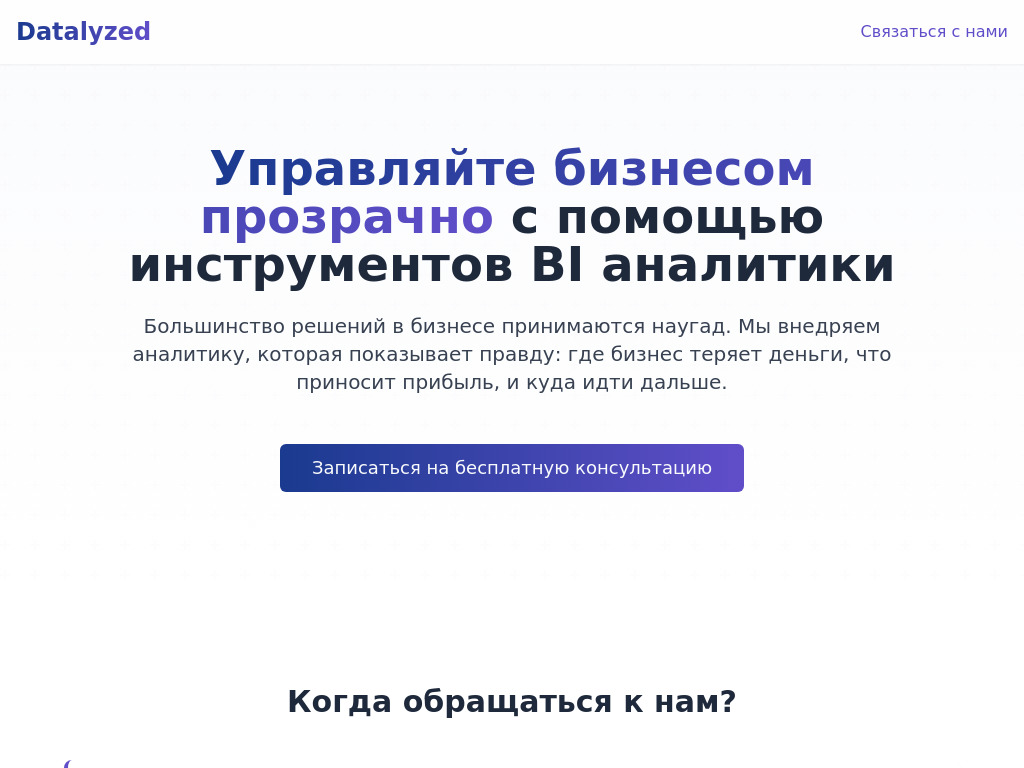 Datalyzed
Связаться с нами
Управляйте бизнесом
прозрачно с помощью
инструментов BI аналитики
Большинство решений в бизнесе принимаются наугад. Мы внедряем
аналитику, которая показывает правду: где бизнес теряет деньги, что
приносит прибыль, и куда идти дальше.
Записаться на бесплатную консультацию
Когда обращаться к нам?